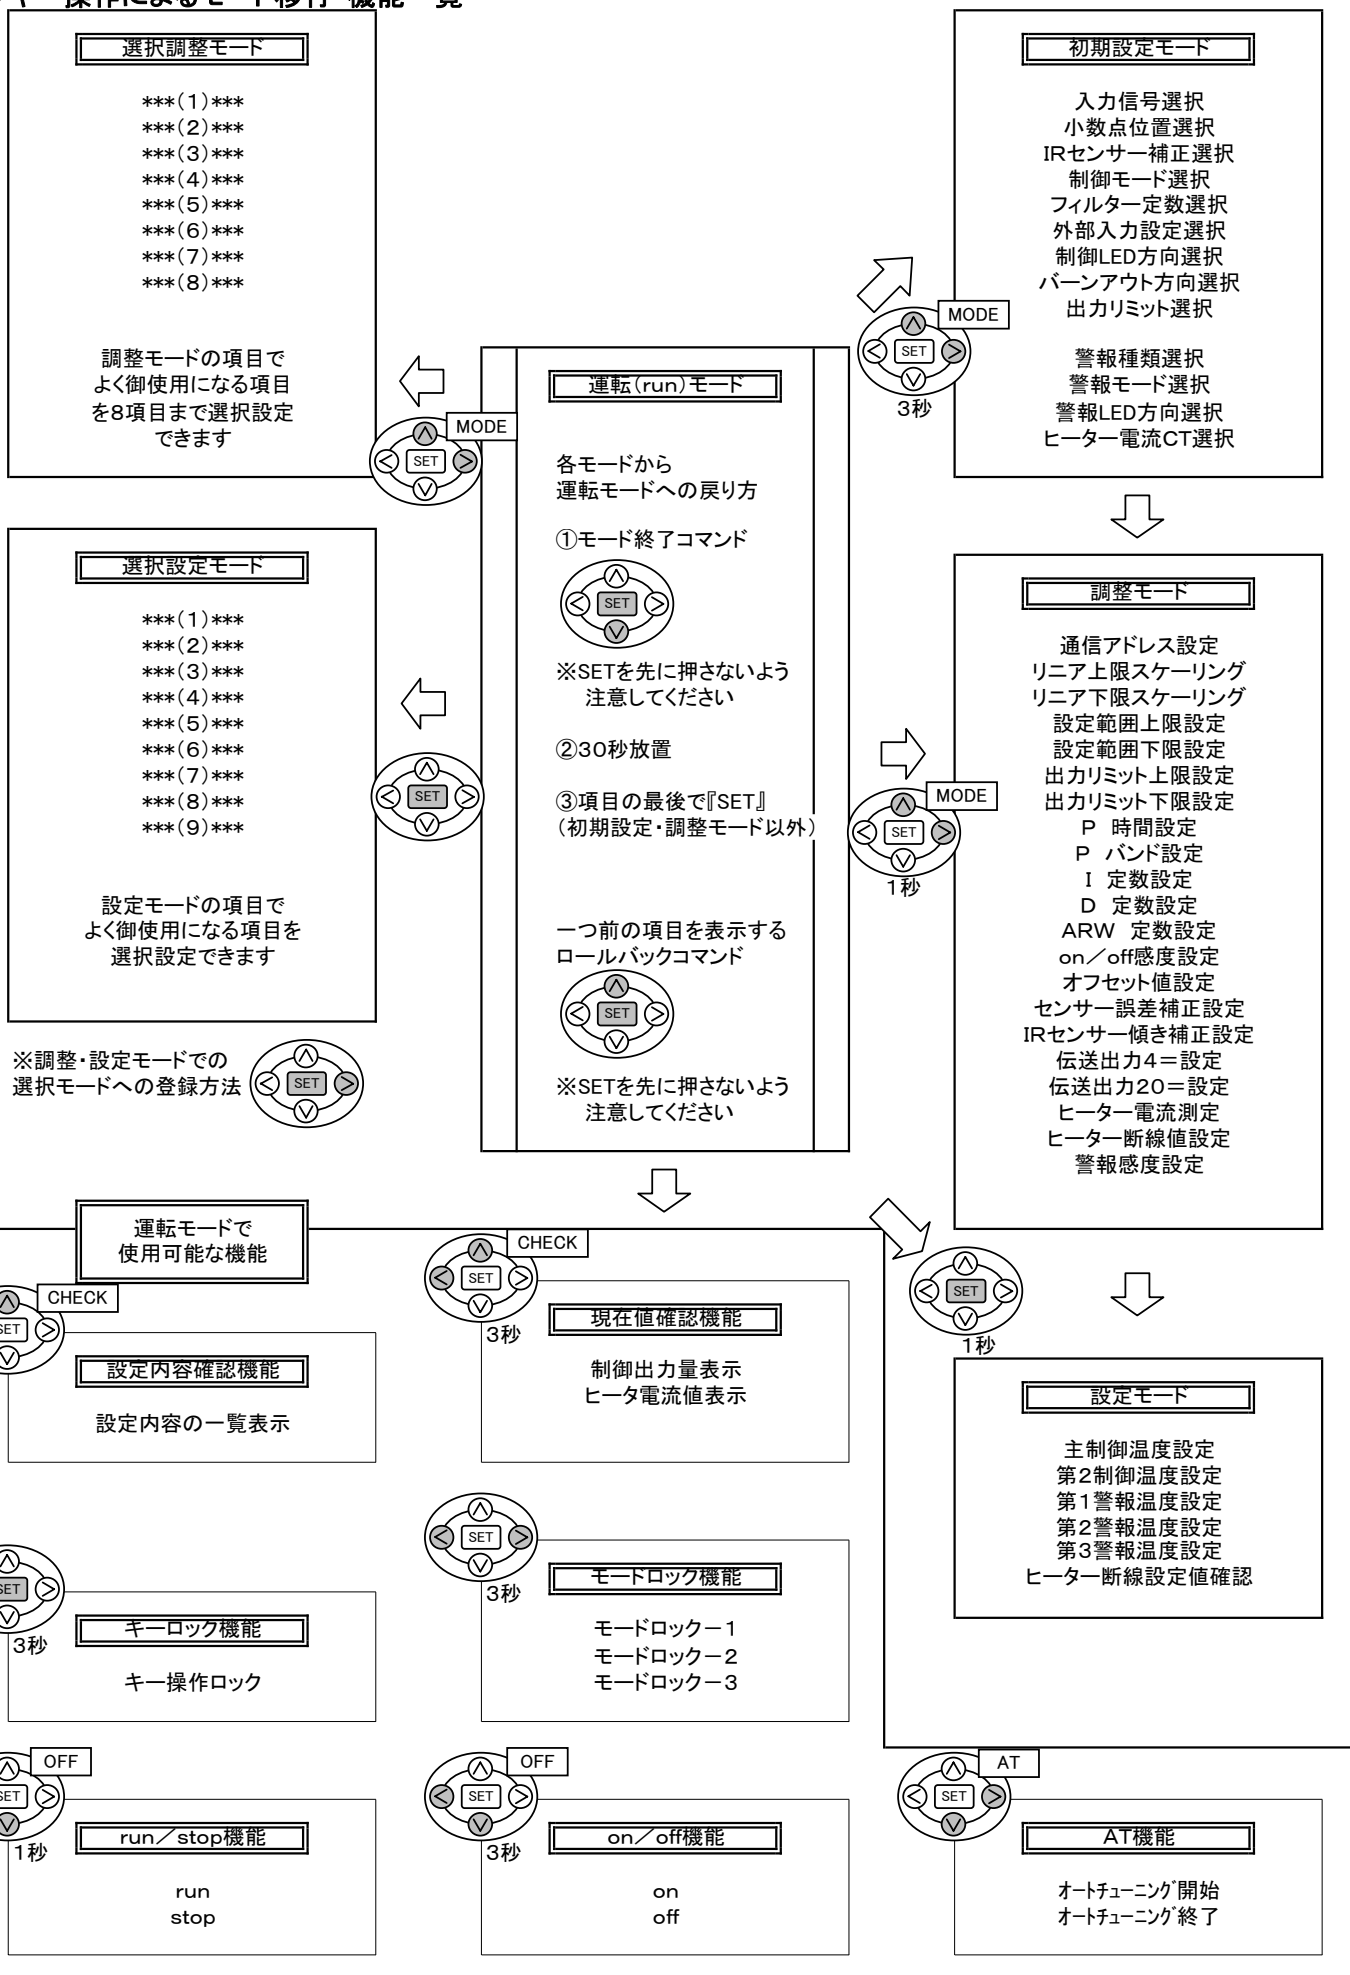 キー操作によるモード移行・機能一覧
選択調整モード
***(1)***
***(2)***
***(3)***
***(4)***
***(5)***
***(6)***
***(7)***
***(8)***
調整モードの項目で
よく御使用になる項目
を8項目まで選択設定
できます
MODE
SET
選択設定モード
***(1)***
***(2)***
***(3)***
***(4)***
***(5)***
***(6)***
***(7)***
***(8)***
***(9)***
設定モードの項目で
よく御使用になる項目を
選択設定できます
SET
※調整・設定モードでの
選択モードへの登録方法
SET
運転(run)モード
各モードから
運転モードへの戻り方
①モード終了コマンド
SET
※SETを先に押さないよう
注意してください
②30秒放置
③項目の最後で『SET』
(初期設定・調整モード以外)
一つ前の項目を表示する
ロールバックコマンド
SET
※SETを先に押さないよう
注意してください
MODE
SET
3秒
初期設定モード
入力信号選択
小数点位置選択
IRセンサー補正選択
制御モード選択
フィルター定数選択
外部入力設定選択
制御LED方向選択
バーンアウト方向選択
出力リミット選択
警報種類選択
警報モード選択
警報LED方向選択
ヒーター電流CT選択
MODE
SET
1秒
調整モード
通信アドレス設定
リニア上限スケーリング
リニア下限スケーリング
設定範囲上限設定
設定範囲下限設定
出力リミット上限設定
出力リミット下限設定
P 時間設定
P バンド設定
I 定数設定
D 定数設定
ARW 定数設定
on/off感度設定
オフセット値設定
センサー誤差補正設定
IRセンサー傾き補正設定
伝送出力4=設定
伝送出力20=設定
ヒーター電流測定
ヒーター断線値設定
警報感度設定
SET
1秒
設定モード
主制御温度設定
第2制御温度設定
第1警報温度設定
第2警報温度設定
第3警報温度設定
ヒーター断線設定値確認
運転モードで
使用可能な機能
CHECK
SET
設定内容確認機能
設定内容の一覧表示
CHECK
SET
3秒
現在値確認機能
制御出力量表示
ヒータ電流値表示
SET
3秒
キーロック機能
キー操作ロック
SET
3秒
モードロック機能
モードロック-1
モードロック-2
モードロック-3
OFF
SET
1秒
run/stop機能
run
stop
OFF
SET
3秒
on/off機能
on
off
AT
SET
AT機能
ｵｰﾄﾁｭｰﾆﾝｸﾞ開始
ｵｰﾄﾁｭｰﾆﾝｸﾞ終了